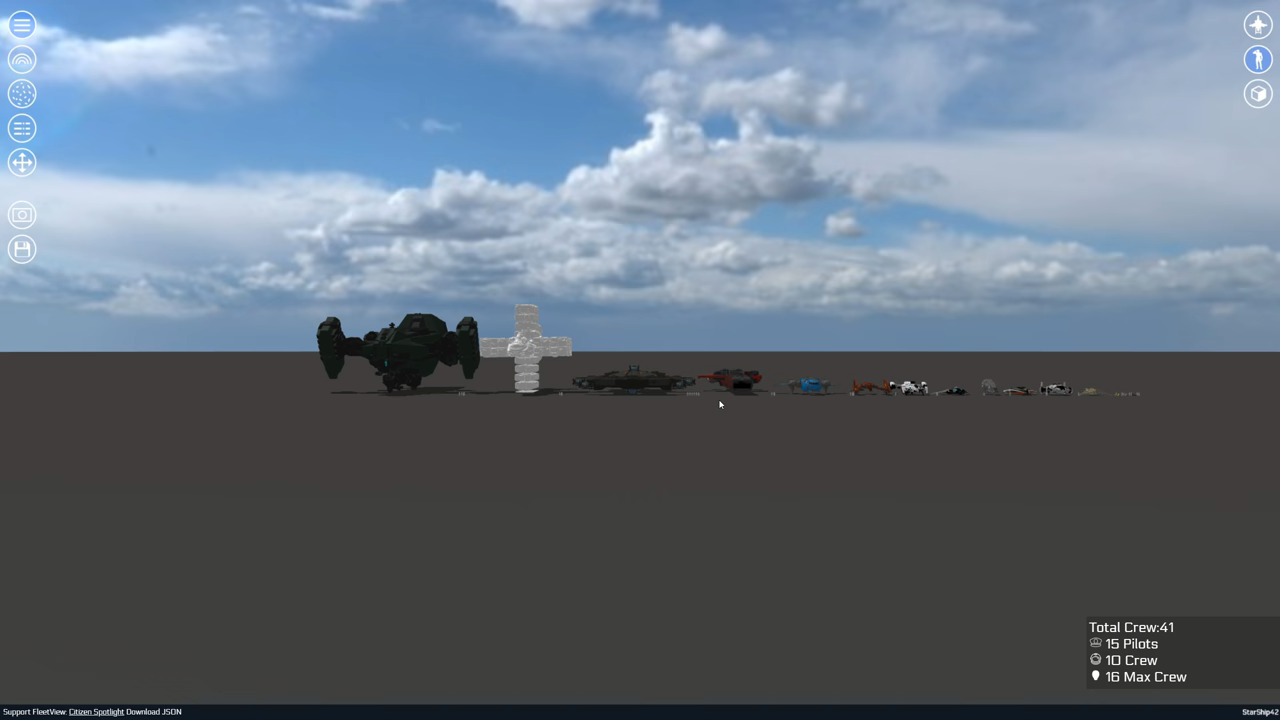 Total Crew:41
15 Pilots
10 Crew
16 Max Crew
Support FleetView: Citizen Spotlight Download JSON
StarShip42